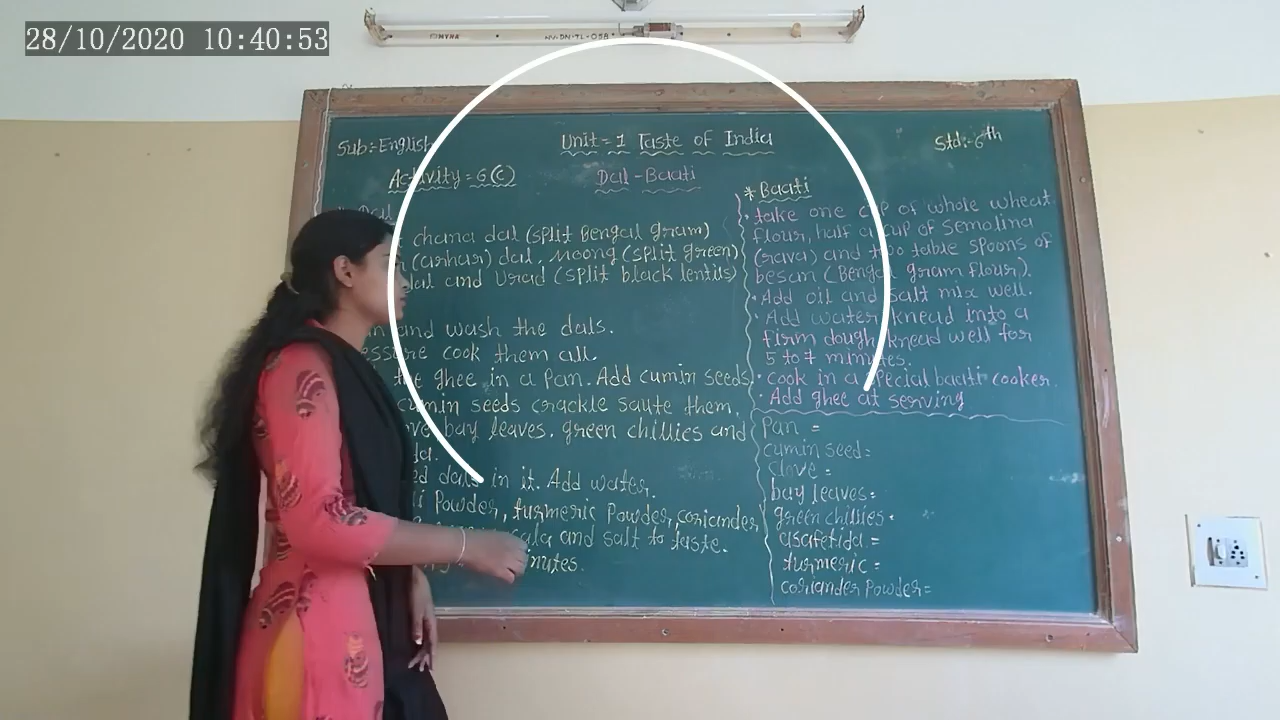 28/10/2020 10:40:53
MYRA
Sub:-English
Unit-1 Taste of India
Std:-6th
Activity=6(C)
Dal-Baati
* Dal
chana dal (split Bengal gram)
(arhar) dal, Moong (split green)
dal and Urad (split black lentils)
and wash the dals.
cook them all.
the ghee in a Pan. Add cumin seeds.
cumin seeds crackle saute them.
bay leaves, green chillies and
dals in it. Add water.
Powder, turmeric Powder, coriander
and salt to taste.
* Baati
• take one cup of whole wheat
flour, half a cup of semolina
(rava) and two table spoons of
besan (Bengal gram flour).
• Add oil and salt mix well.
• Add water knead into a
firm dough knead well for
5 to 7 minutes.
• cook in a special baati cooker.
• Add ghee at serving
Pan =
cumin seed=
clove =
bay leaves=
green chillies=
asafetida =
turmeric =
coriander Powder=